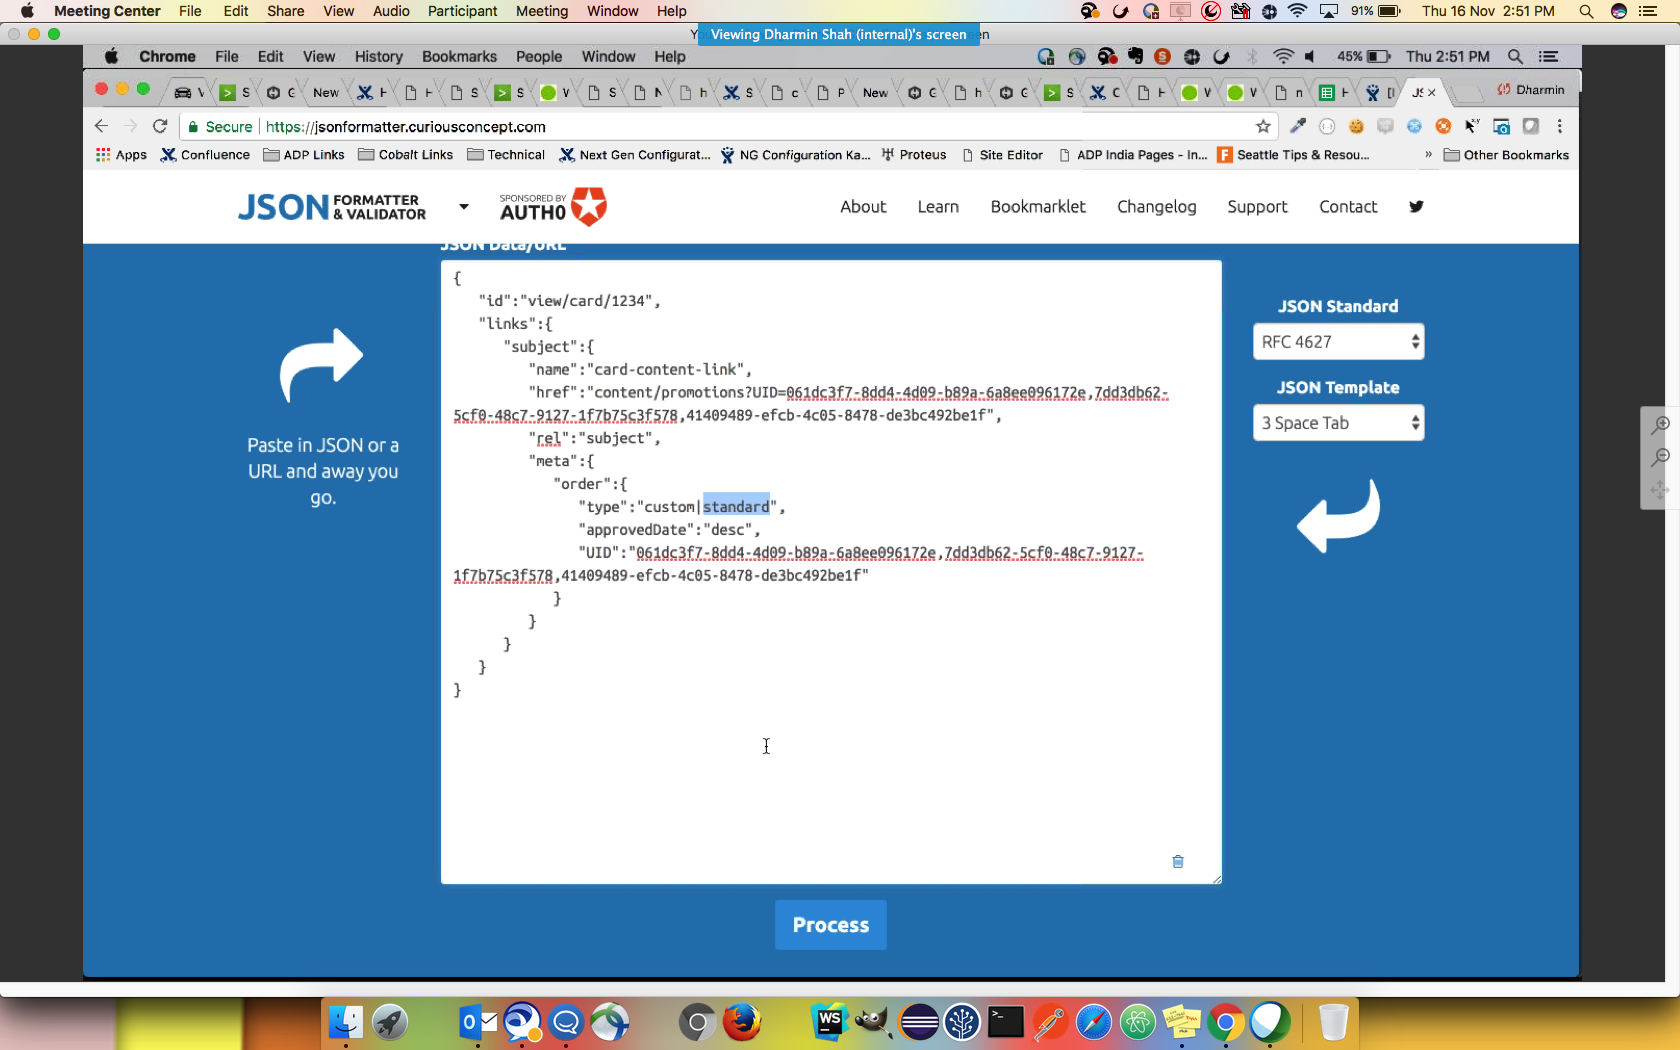 Meeting Center File Edit Share View Audio Participant Meeting Window Help 91% Thu 16 Nov 2:51 PM
Viewing Dharmin Shah (internal)'s screen
Chrome File Edit View History Bookmarks People Window Help 45% Thu 2:51 PM
New New Dharmin
Secure https://jsonformatter.curiousconcept.com
Apps Confluence ADP Links Cobalt Links Technical Next Gen Configurat... NG Configuration Ka... Proteus Site Editor ADP India Pages - In... Seattle Tips & Resou... » Other Bookmarks
JSON FORMATTER & VALIDATOR
SPONSORED BY AUTH0
About Learn Bookmarklet Changelog Support Contact
JSON Data/URL
{
"id":"view/card/1234",
"links":{
"subject":{
"name":"card-content-link",
"href":"content/promotions?UID=061dc3f7-8dd4-4d09-b89a-6a8ee096172e,7dd3db62-
5cf0-48c7-9127-1f7b75c3f578,41409489-efcb-4c05-8478-de3bc492be1f",
"rel":"subject",
"meta":{
"order":{
"type":"custom|standard",
"approvedDate":"desc",
"UID":"061dc3f7-8dd4-4d09-b89a-6a8ee096172e,7dd3db62-5cf0-48c7-9127-
1f7b75c3f578,41409489-efcb-4c05-8478-de3bc492be1f"
}
}
}
}
}
Paste in JSON or a
URL and away you
go.
JSON Standard
RFC 4627
JSON Template
3 Space Tab
Process